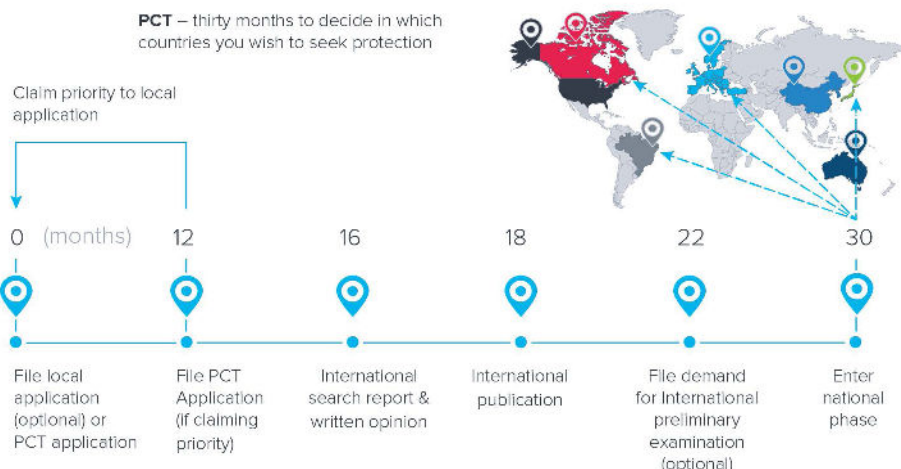 PCT – thirty months to decide in which
countries you wish to seek protection
Claim priority to local
application
0 (months) 12 16 18 22 30
File local
application
(optional) or
PCT application
File PCT
Application
(if claiming
priority)
International
search report &
written opinion
International
publication
File demand
for International
preliminary
examination
(optional)
Enter
national
phase